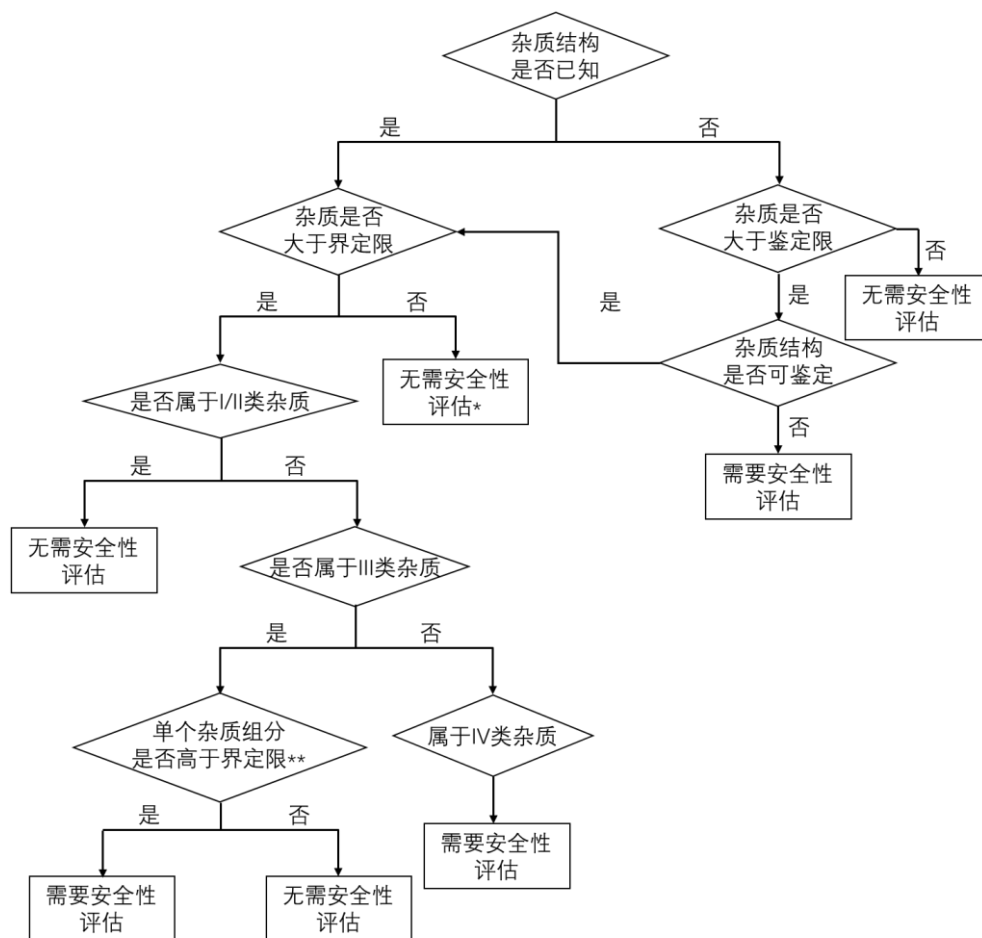 杂质结构
是否已知
是
否
杂质是否
大于界定限
杂质是否
大于鉴定限
否
无需安全性
评估
是
是
杂质结构
是否可鉴定
是
否
无需安全性
评估*
否
需要安全性
评估
是否属于I/II类杂质
是
否
无需安全性
评估
是否属于III类杂质
是
否
单个杂质组分
是否高于界定限**
属于IV类杂质
是
否
需要安全性
评估
需要安全性
评估
无需安全性
评估